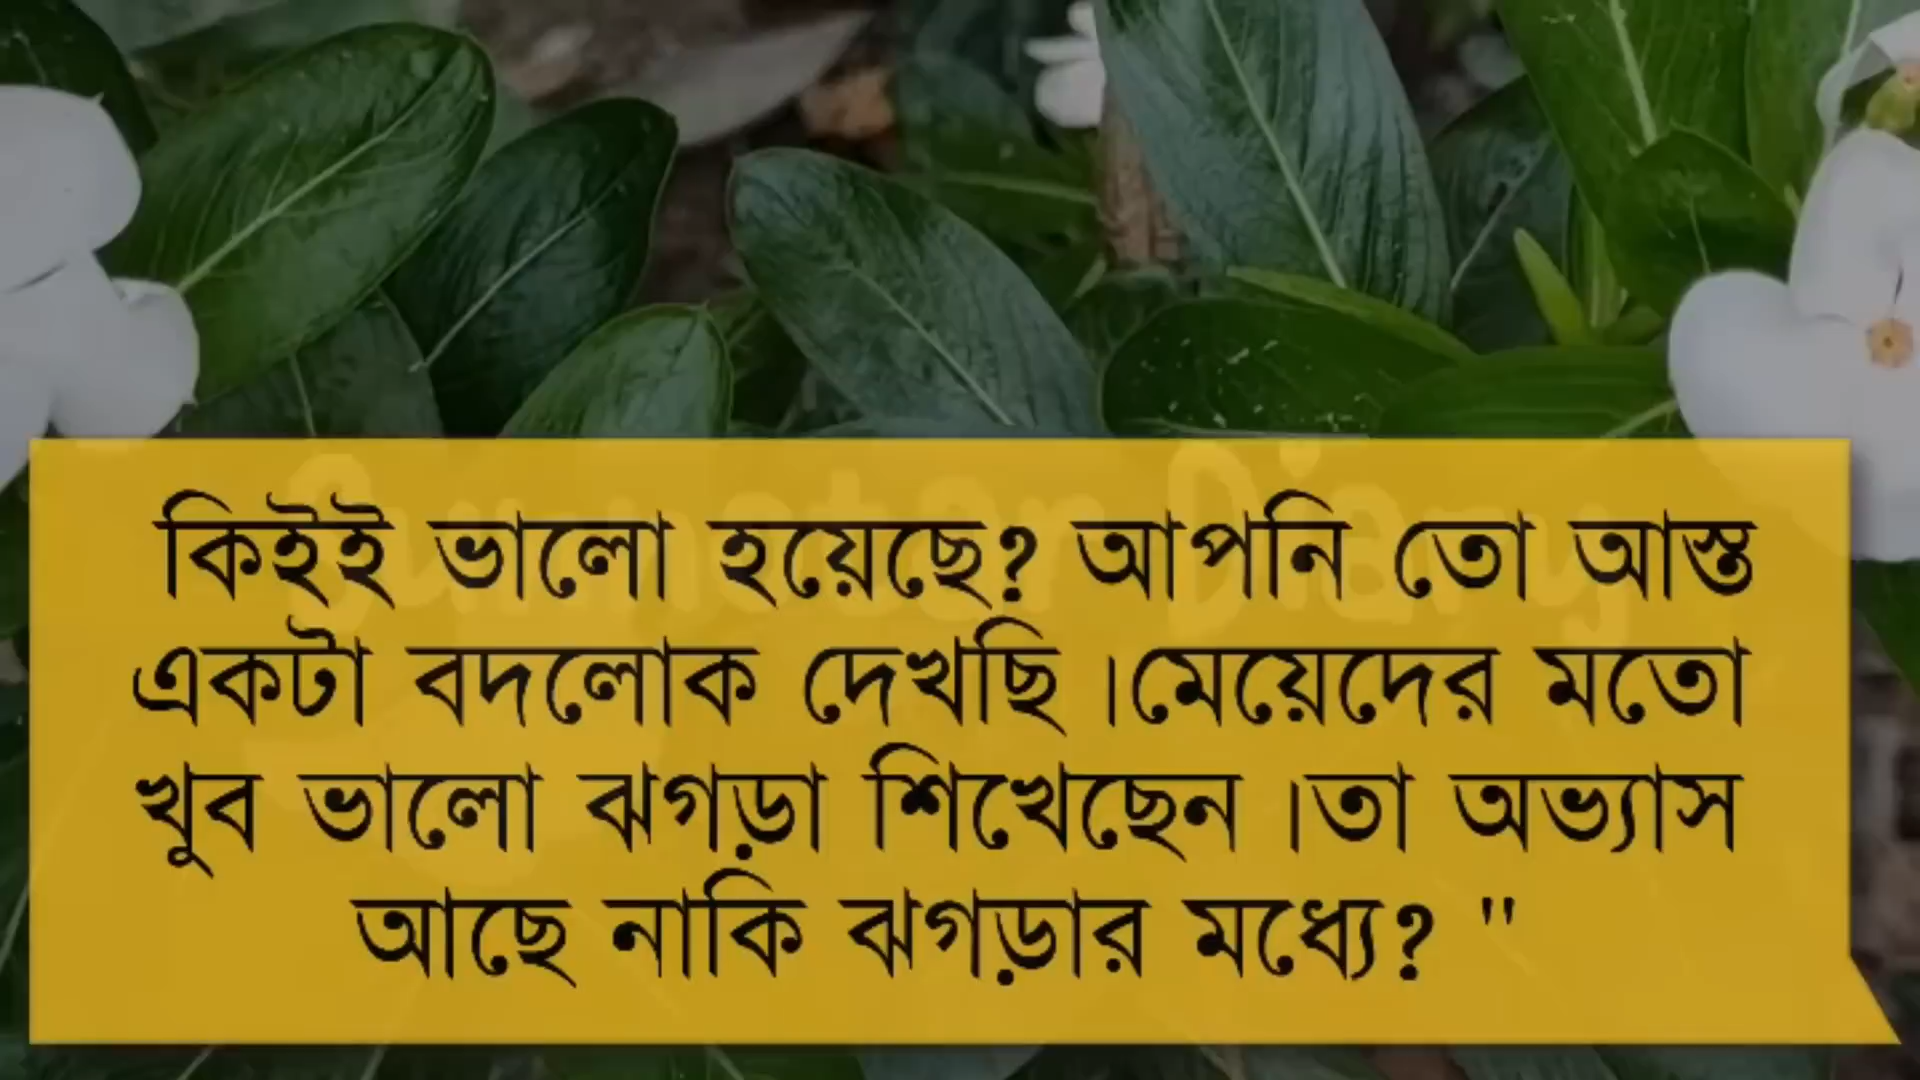 কিইই ভালো হয়েছে? আপনি তো আস্ত
একটা বদলোক দেখছি ।মেয়েদের মতো
খুব ভালো ঝগড়া শিখেছেন ।তা অভ্যাস
আছে নাকি ঝগড়ার মধ্যে? "